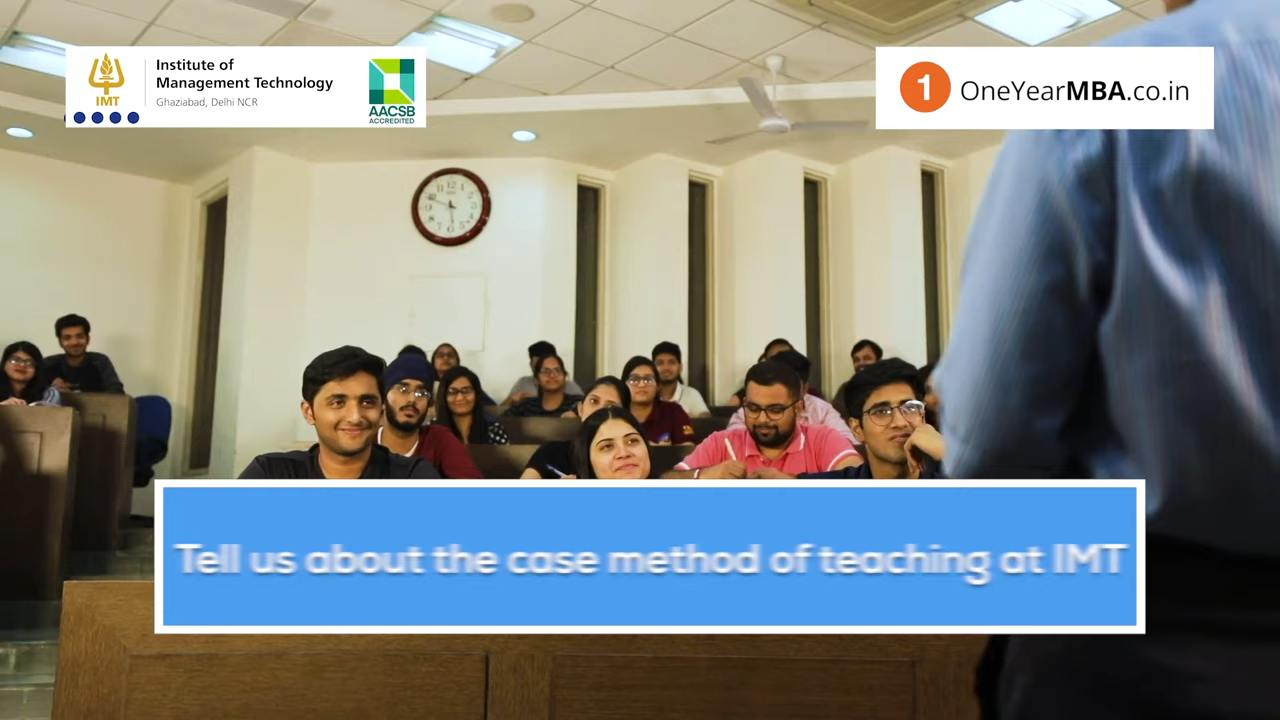 Institute of
Management Technology
Ghaziabad, Delhi NCR
IMT
AACSB
ACCREDITED
1 OneYearMBA.co.in
Tell us about the case method of teaching at IMT